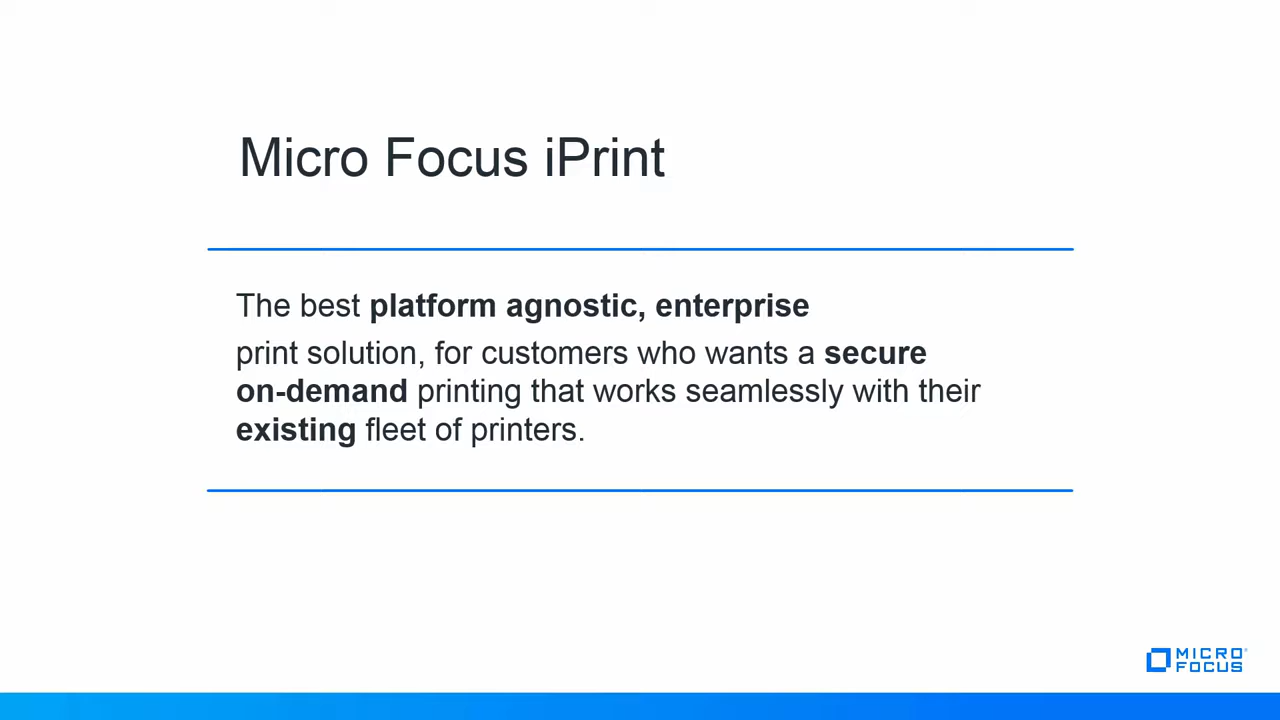 Micro Focus iPrint
The best platform agnostic, enterprise
print solution, for customers who wants a secure
on-demand printing that works seamlessly with their
existing fleet of printers.
MICRO
FOCUS